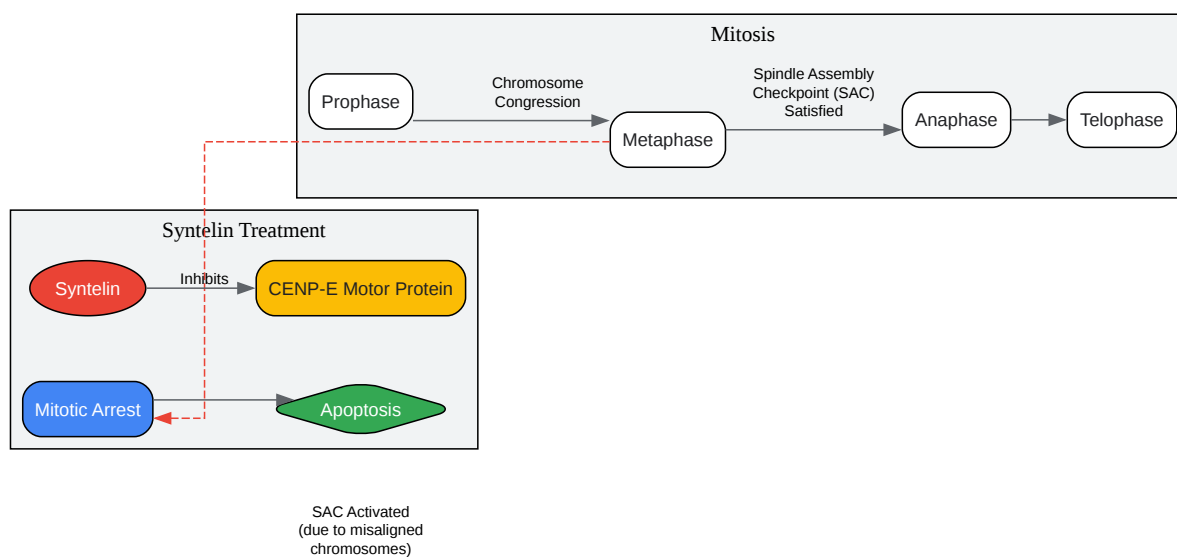 Mitosis
Prophase
Chromosome
Congression
Metaphase
Spindle Assembly
Checkpoint (SAC)
Satisfied
Anaphase
Telophase
Syntelin Treatment
Syntelin
Inhibits
CENP-E Motor Protein
Mitotic Arrest
Apoptosis
SAC Activated
(due to misaligned
chromosomes)